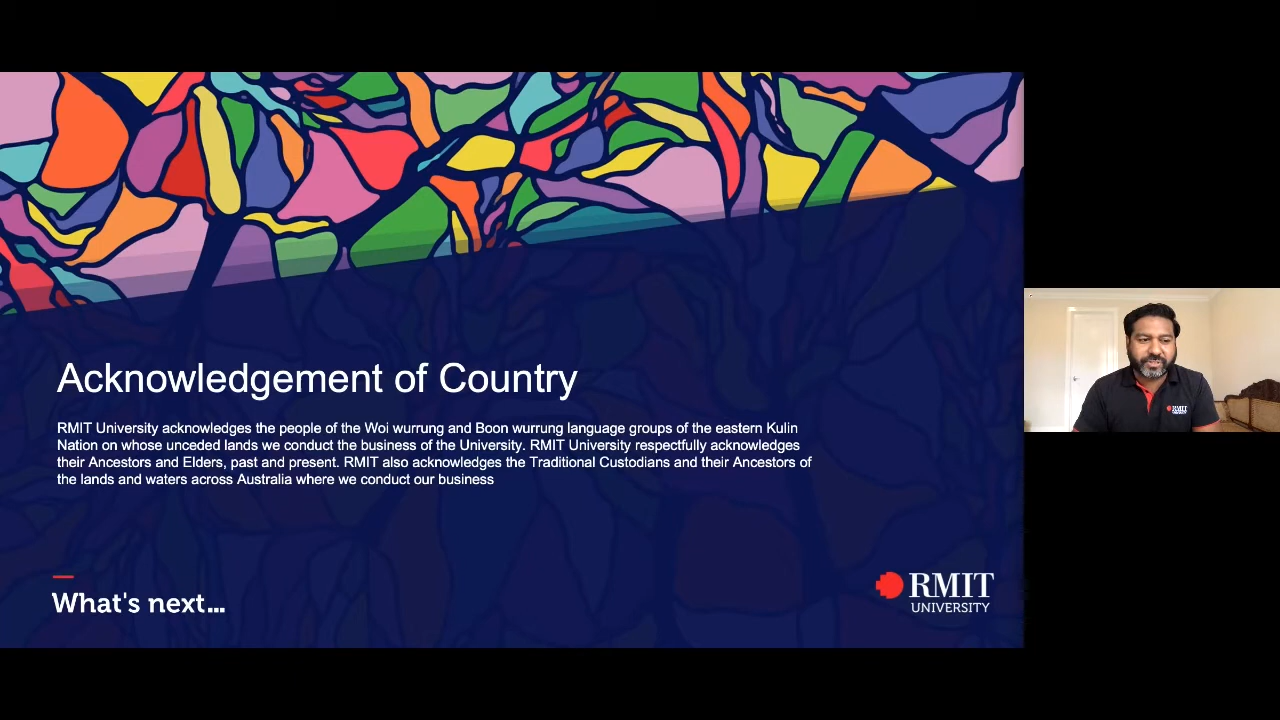 Acknowledgement of Country
RMIT University acknowledges the people of the Woi wurrung and Boon wurrung language groups of the eastern Kulin
Nation on whose unceded lands we conduct the business of the University. RMIT University respectfully acknowledges
their Ancestors and Elders, past and present. RMIT also acknowledges the Traditional Custodians and their Ancestors of
the lands and waters across Australia where we conduct our business
What's next...
RMIT
UNIVERSITY
RMIT